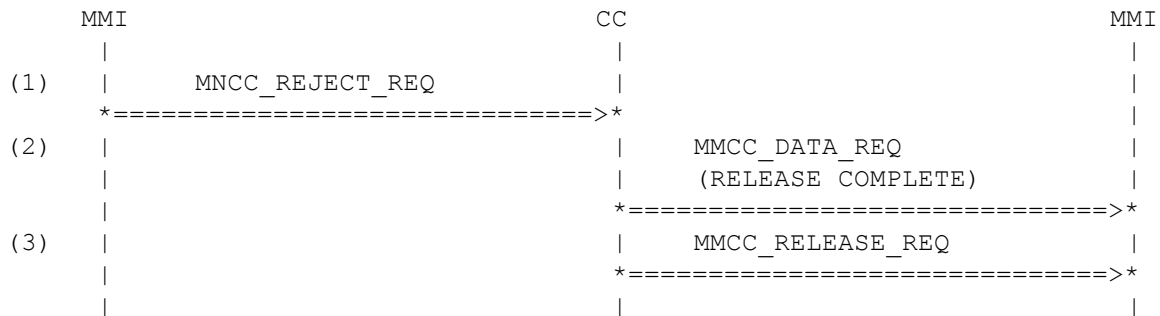 MMI CC MMI
(1) MNCC_REJECT_REQ
(2) MMCC_DATA_REQ
(RELEASE COMPLETE)
(3) MMCC_RELEASE_REQ